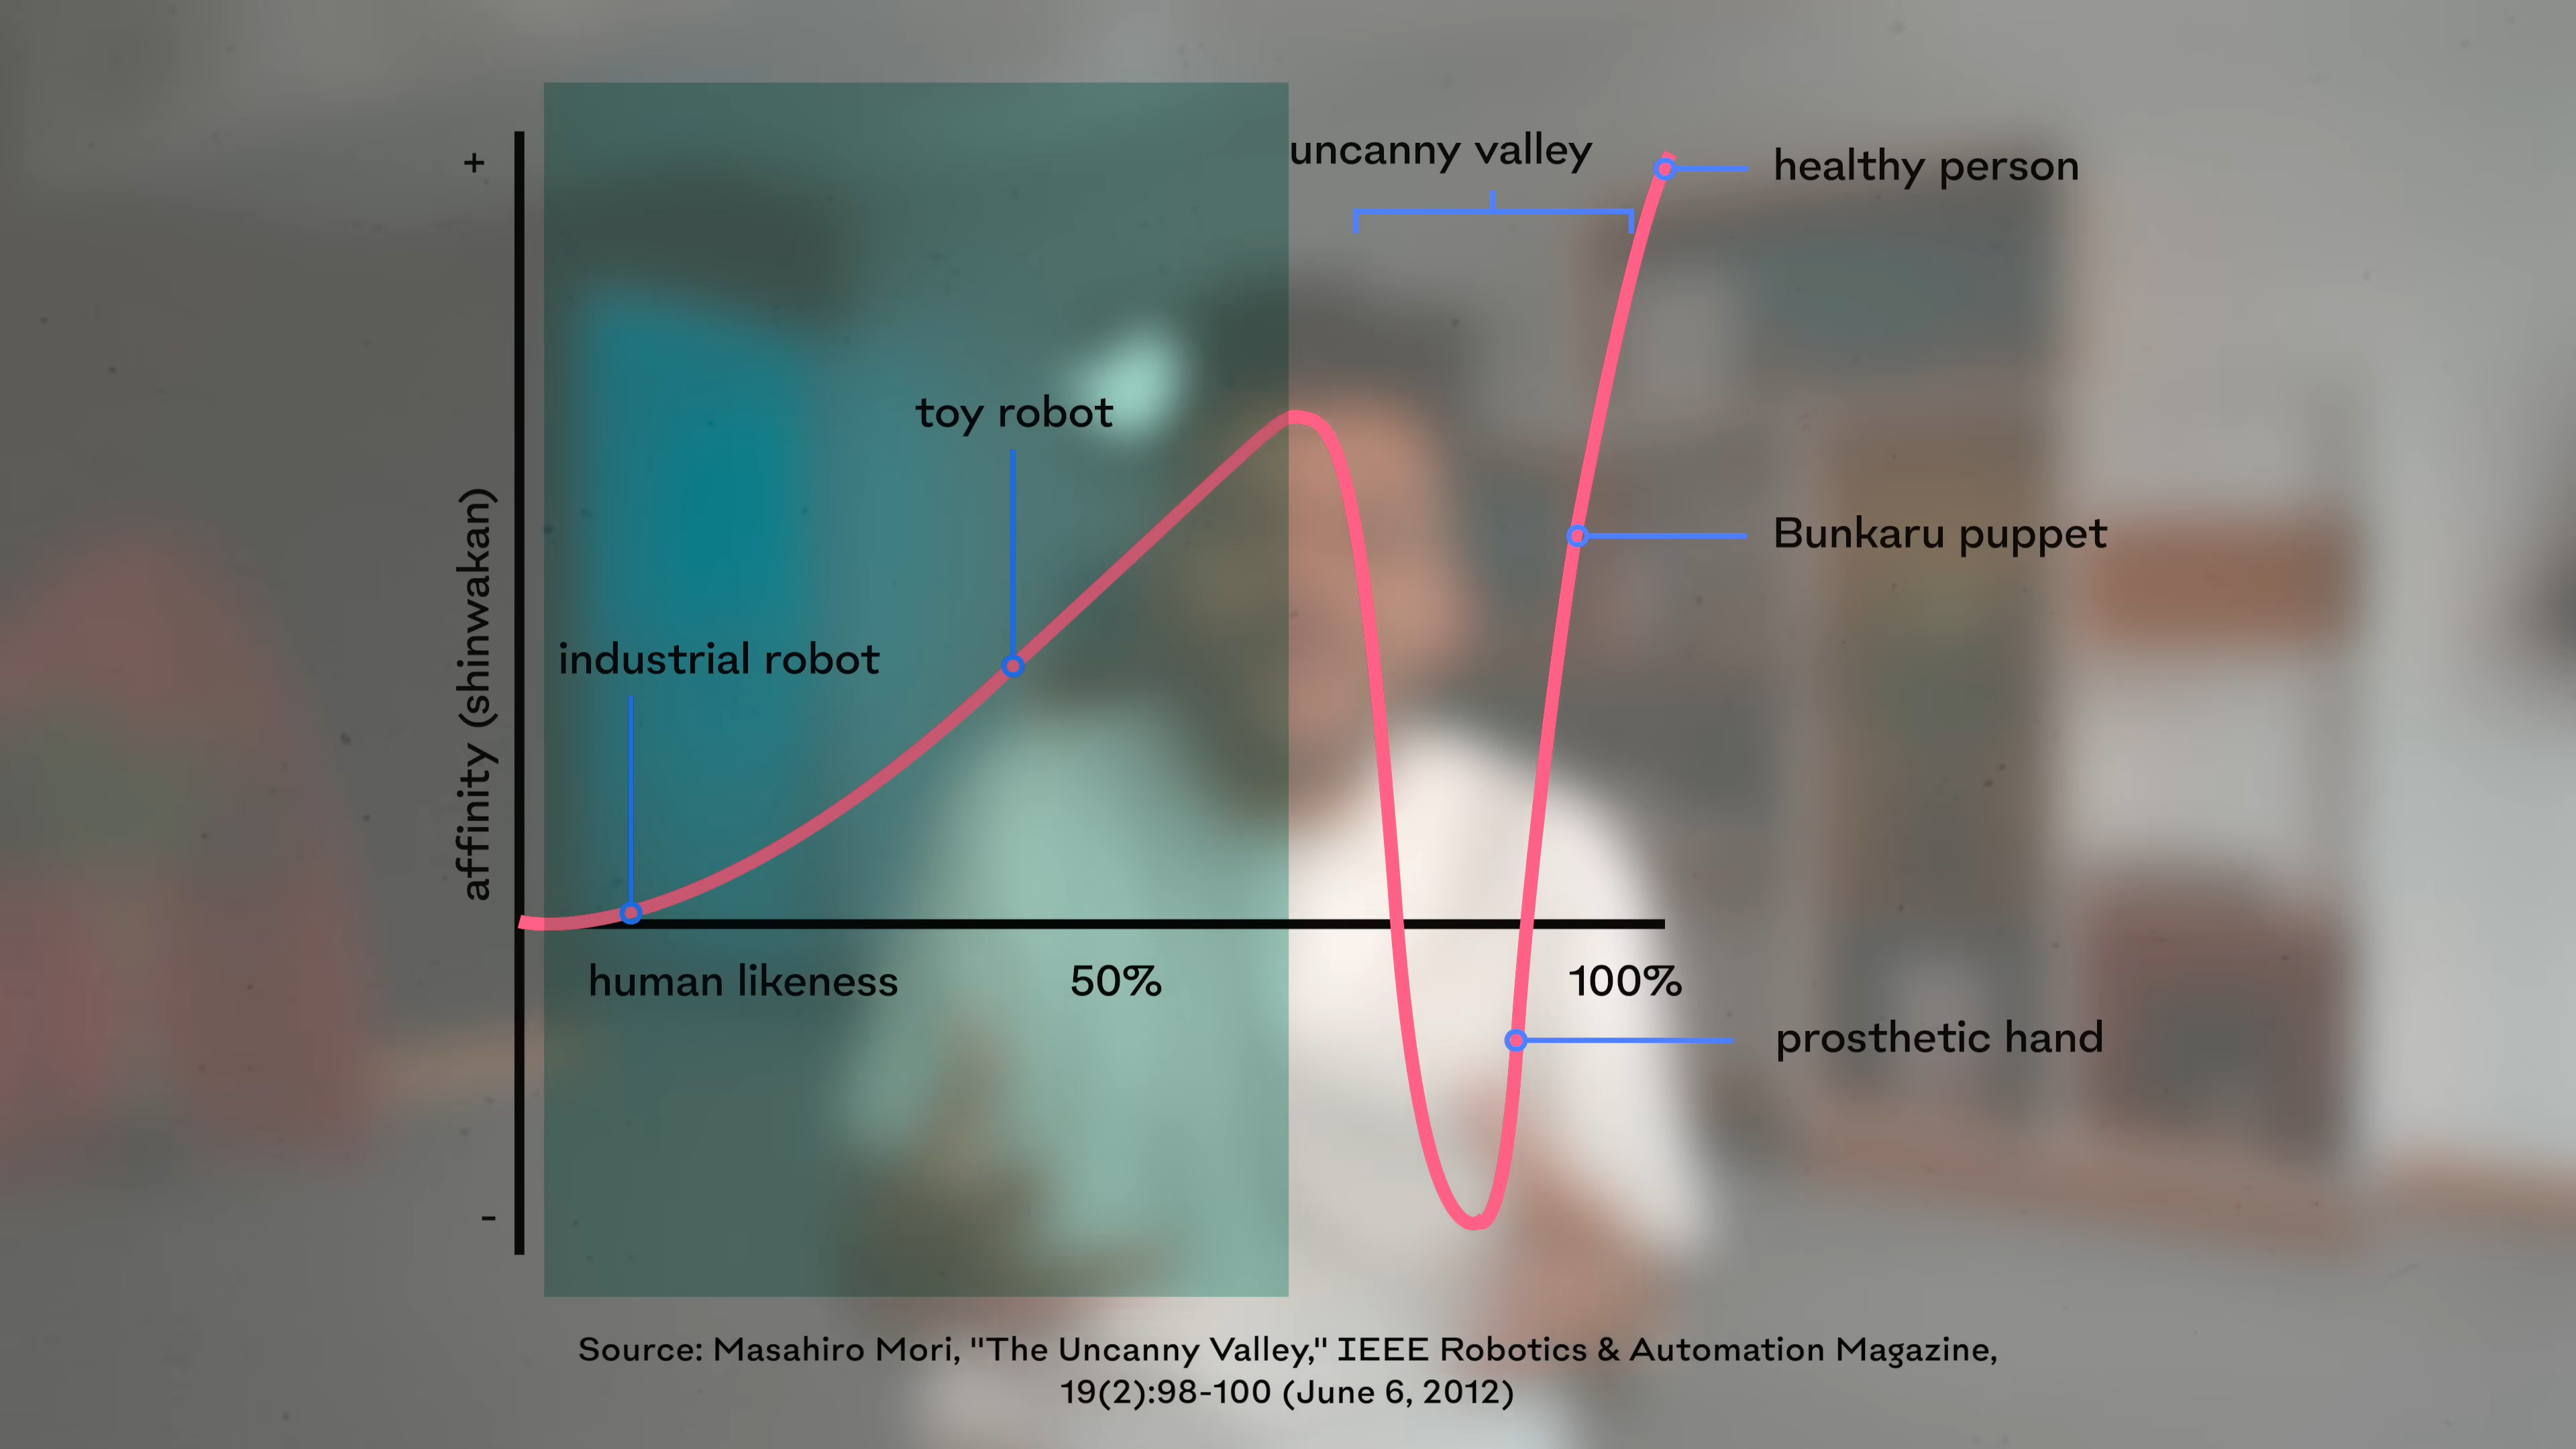 +
uncanny valley
healthy person
toy robot
Bunkaru puppet
industrial robot
affinity (shinwakan)
human likeness
50%
100%
prosthetic hand
-
Source: Masahiro Mori, "The Uncanny Valley," IEEE Robotics & Automation Magazine,
19(2):98-100 (June 6, 2012)